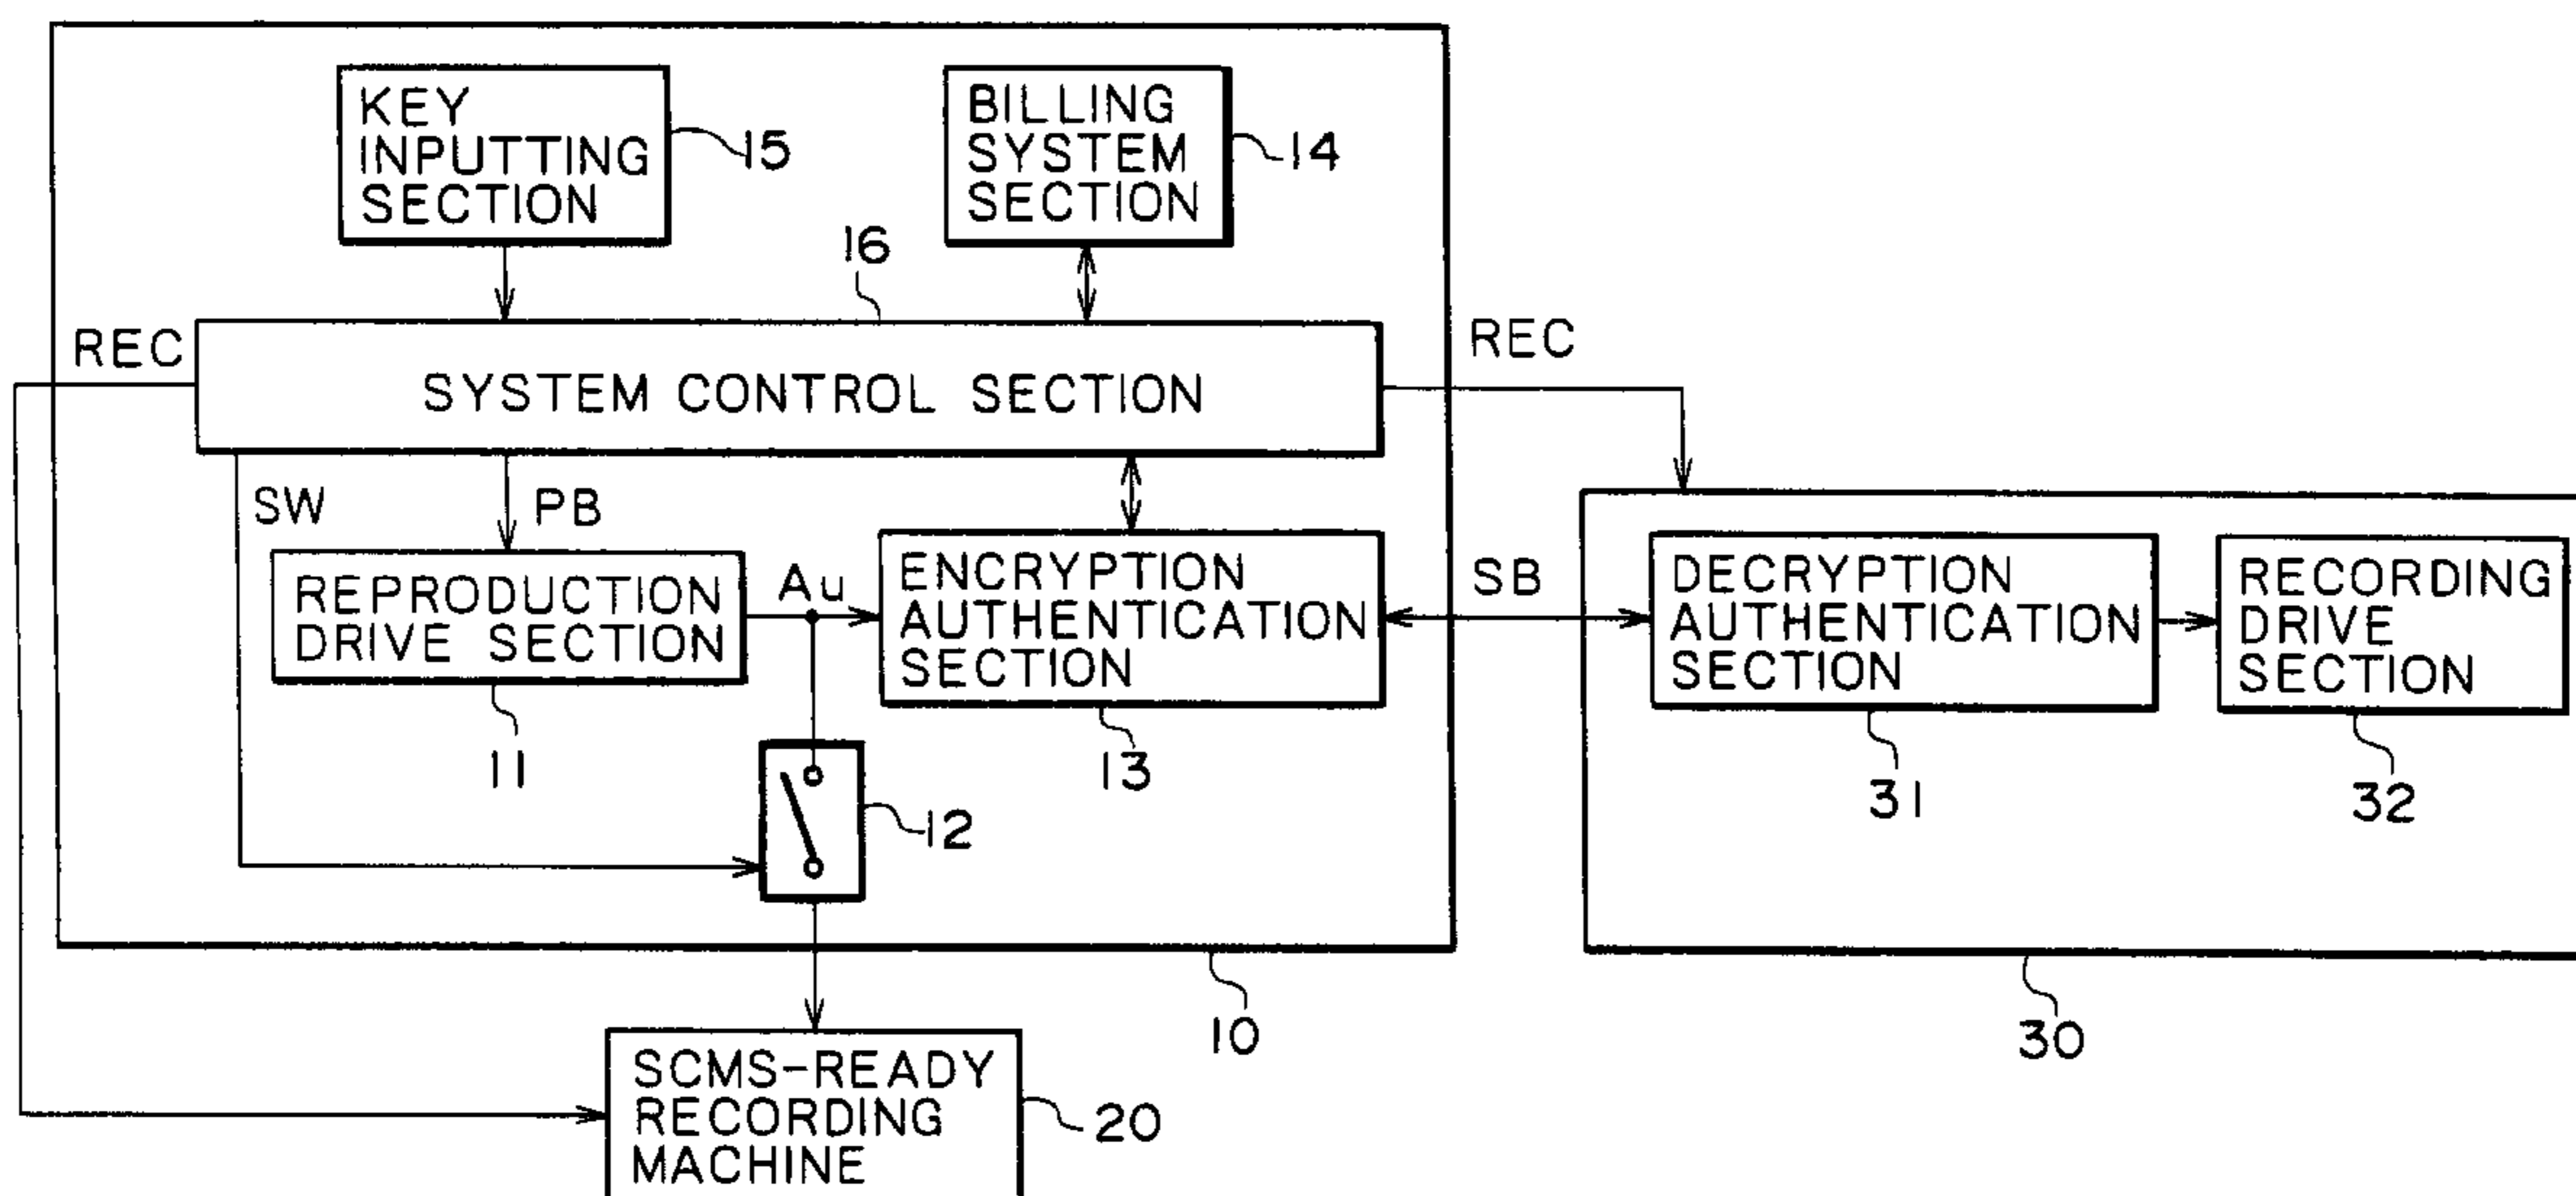 KEY
INPUTTING
SECTION
15
BILLING
SYSTEM
SECTION
14
16
REC
SYSTEM CONTROL SECTION
REC
SW
PB
REPRODUCTION
DRIVE SECTION
11
Au
ENCRYPTION
AUTHENTICATION
SECTION
13
SB
DECRYPTION
AUTHENTICATION
SECTION
31
RECORDING
DRIVE
SECTION
32
12
10
30
SCMS-READY
RECORDING
MACHINE
20